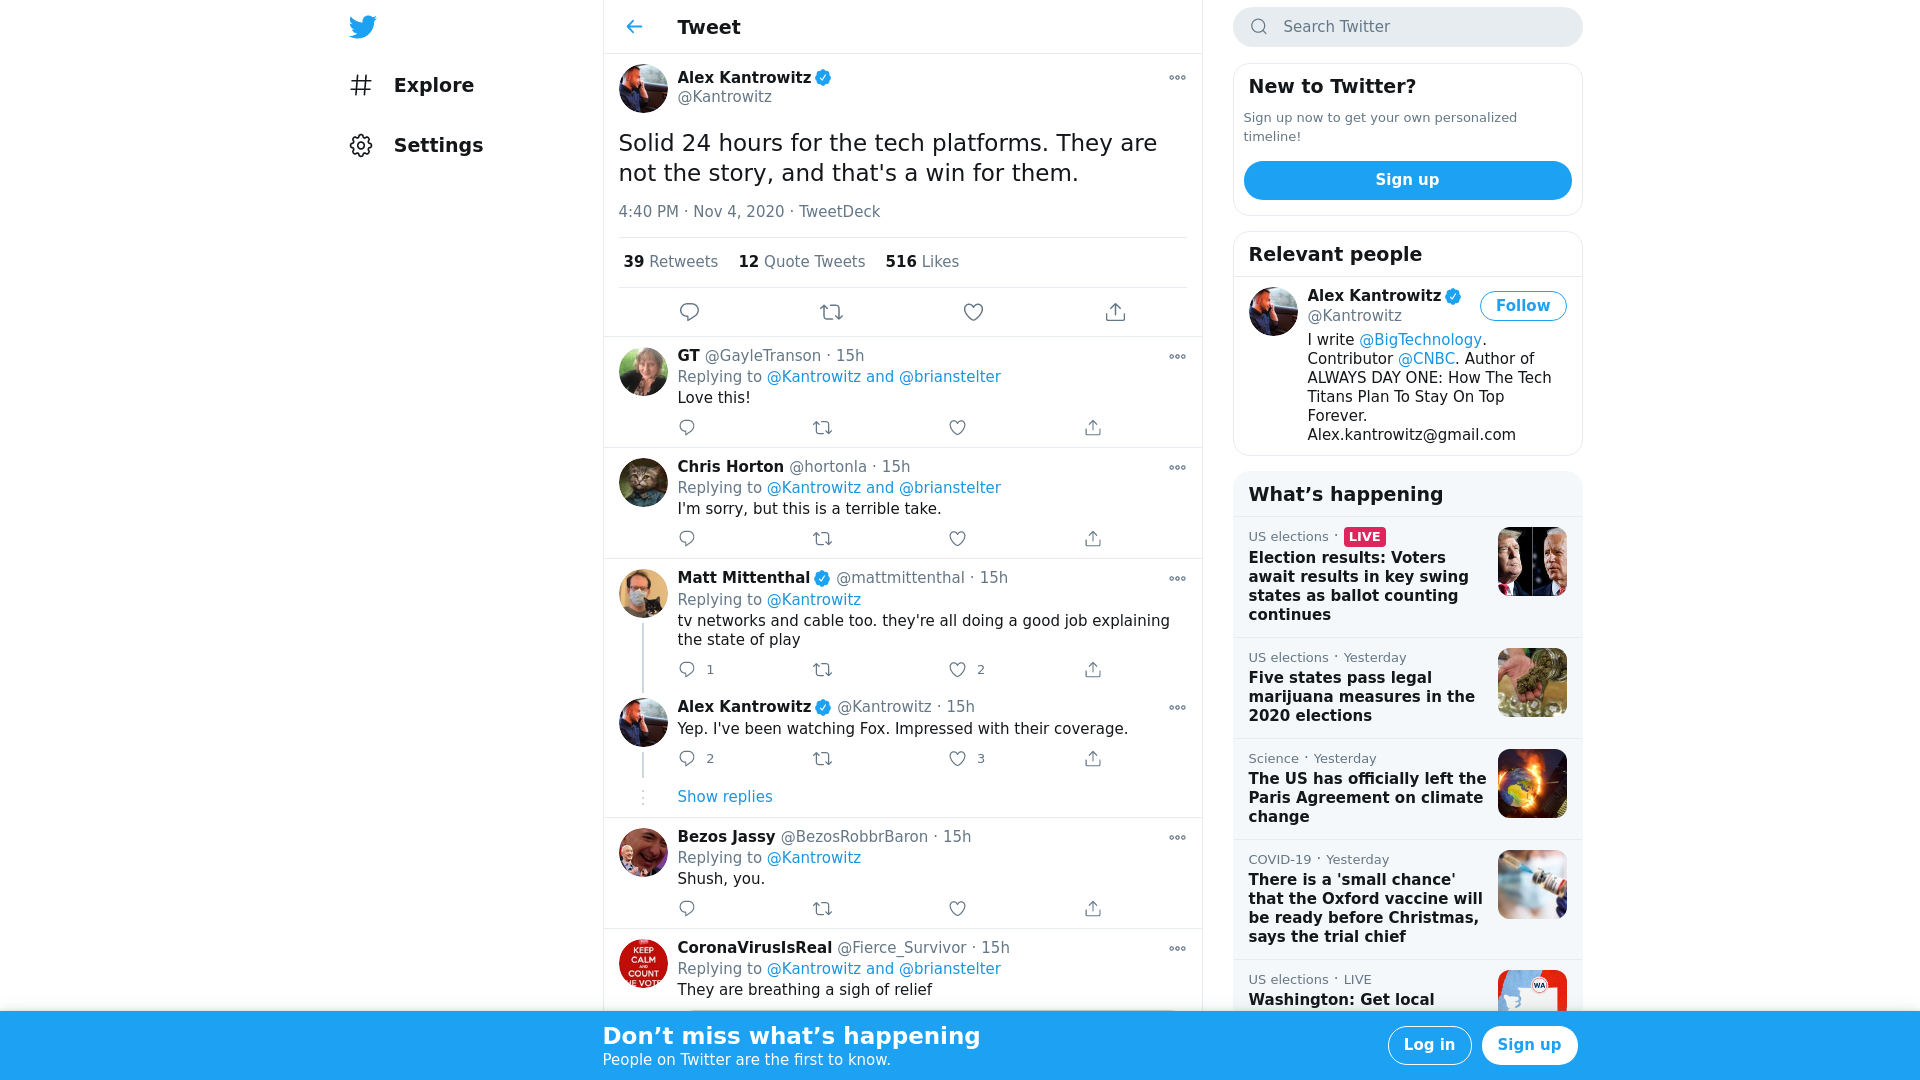 Explore
Settings
Tweet
Alex Kantrowitz
@Kantrowitz
Solid 24 hours for the tech platforms. They are
not the story, and that's a win for them.
4:40 PM · Nov 4, 2020 · TweetDeck
39 Retweets 12 Quote Tweets 516 Likes
GT @GayleTranson · 15h
Replying to @Kantrowitz and @brianstelter
Love this!
Chris Horton @hortonla · 15h
Replying to @Kantrowitz and @brianstelter
I'm sorry, but this is a terrible take.
Matt Mittenthal @mattmittenthal · 15h
Replying to @Kantrowitz
tv networks and cable too. they're all doing a good job explaining
the state of play
1 2
Alex Kantrowitz @Kantrowitz · 15h
Yep. I've been watching Fox. Impressed with their coverage.
2 3
Show replies
Bezos Jassy @BezosRobbrBaron · 15h
Replying to @Kantrowitz
Shush, you.
KEEP
CALM
AND
COUNT
CoronaVirusIsReal @Fierce_Survivor · 15h
Replying to @Kantrowitz and @brianstelter
They are breathing a sigh of relief
Search Twitter
New to Twitter?
Sign up now to get your own personalized
timeline!
Sign up
Relevant people
Alex Kantrowitz
@Kantrowitz
Follow
I write @BigTechnology.
Contributor @CNBC. Author of
ALWAYS DAY ONE: How The Tech
Titans Plan To Stay On Top
Forever.
Alex.kantrowitz@gmail.com
What’s happening
US elections · LIVE
Election results: Voters
await results in key swing
states as ballot counting
continues
US elections · Yesterday
Five states pass legal
marijuana measures in the
2020 elections
Science · Yesterday
The US has officially left the
Paris Agreement on climate
change
COVID-19 · Yesterday
There is a 'small chance'
that the Oxford vaccine will
be ready before Christmas,
says the trial chief
US elections · LIVE
Washington: Get local
WA
Don’t miss what’s happening
People on Twitter are the first to know.
Log in
Sign up